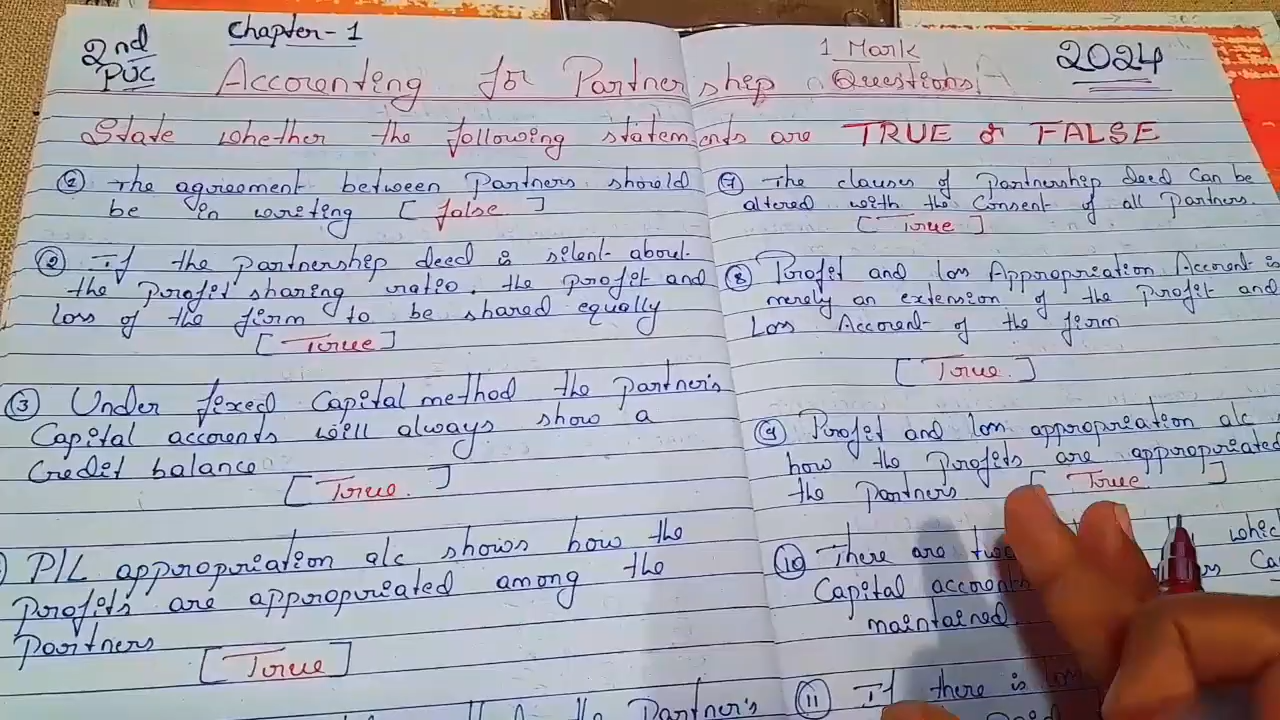 2nd PUC
Chapter-1
1 Mark
Questions
2024
Accounting for Partnership
State whether the following statements are TRUE or FALSE
① The agreement between Partners should
be in writing [ false ]
② If the partnership deed is silent about
the profit sharing ratio. the profit and
loss of the firm to be shared equally
[ True ]
③ Under fixed Capital method the partner's
Capital accounts will always show a
Credit balance
[ True. ]
P/L appropriation a/c shows how the
profits are appropriated among the
partners
[ True ]
the Partner's
⑦ The clauses of Partnership deed can be
altered with the Consent of all Partners.
[ True ]
⑧ Profit and loss Appropriation Account is
merely an extension of the Profit and
Loss Account of the firm
[ True. ]
⑨ Profit and loss appropriation a/c
how the profits are appropriated
the partners [ True ]
⑩ There are two
Capital accounts
maintained
⑪ If there is loss